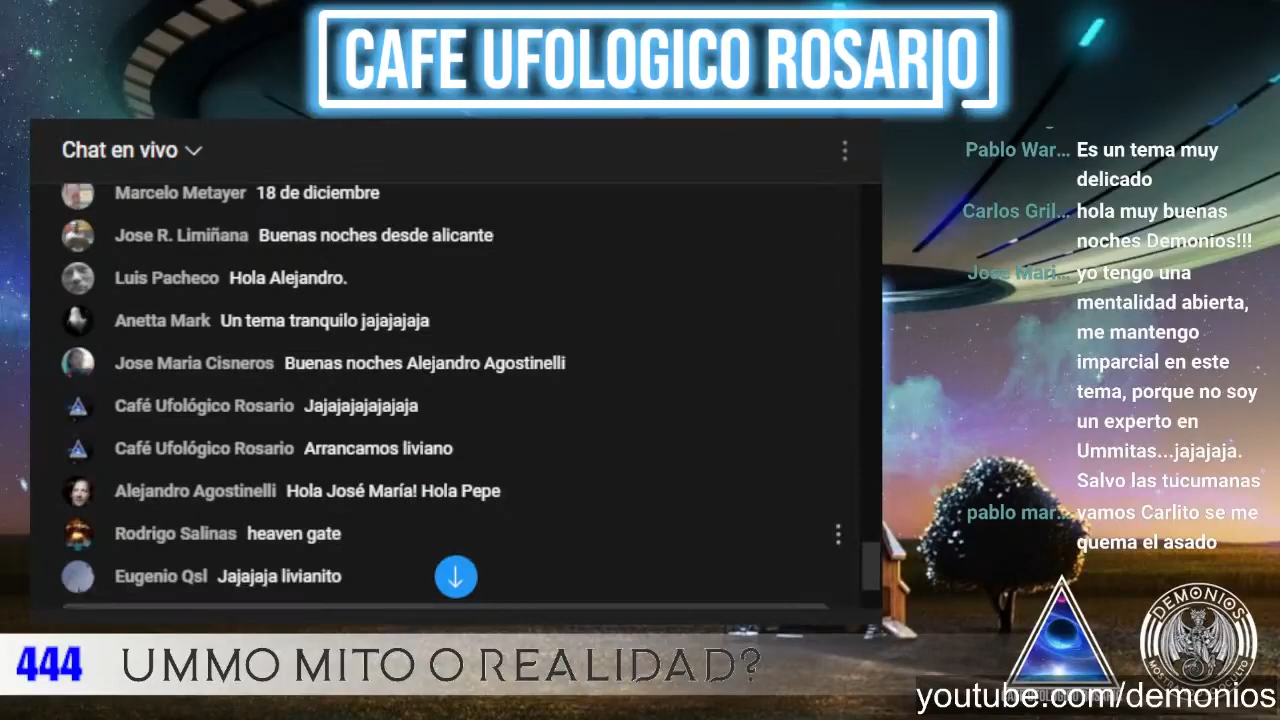 CAFE UFOLOGICO ROSARIO
Chat en vivo
Marcelo Metayer 18 de diciembre
Jose R. Limiñana Buenas noches desde alicante
Luis Pacheco Hola Alejandro.
Anetta Mark Un tema tranquilo jajajajaja
Jose Maria Cisneros Buenas noches Alejandro Agostinelli
Café Ufológico Rosario Jajajajajajajaja
Café Ufológico Rosario Arrancamos liviano
Alejandro Agostinelli Hola José María! Hola Pepe
Rodrigo Salinas heaven gate
Eugenio Qsl Jajajaja livianito
Pablo War... Es un tema muy
delicado
Carlos Gril... hola muy buenas
noches Demonios!!!
Jose Mari... yo tengo una
mentalidad abierta,
me mantengo
imparcial en este
tema, porque no soy
un experto en
Ummitas...jajajaja.
Salvo las tucumanas
pablo mar... vamos Carlito se me
quema el asado
444 UMMO MITO O REALIDAD?
DEMONIOS
youtube.com/demonios